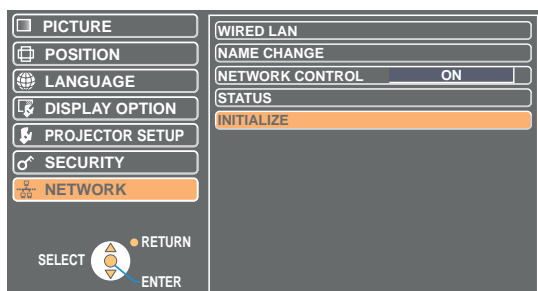 PICTURE
POSITION
LANGUAGE
DISPLAY OPTION
PROJECTOR SETUP
SECURITY
NETWORK
RETURN
SELECT
ENTER
WIRED LAN
NAME CHANGE
NETWORK CONTROL ON
STATUS
INITIALIZE